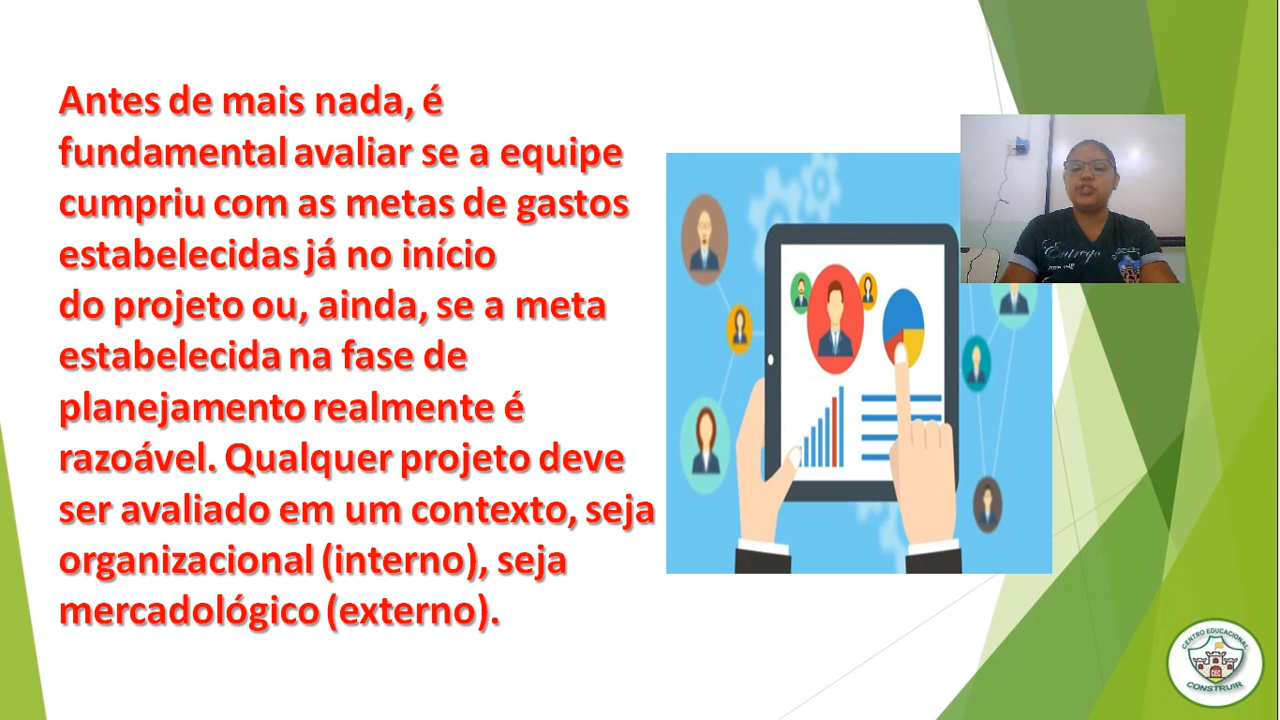 Antes de mais nada, é
fundamental avaliar se a equipe
cumpriu com as metas de gastos
estabelecidas já no início
do projeto ou, ainda, se a meta
estabelecida na fase de
planejamento realmente é
razoável. Qualquer projeto deve
ser avaliado em um contexto, seja
organizacional (interno), seja
mercadológico (externo).
Entrega
CENTRO EDUCACIONAL
CEC
CONSTRUIR